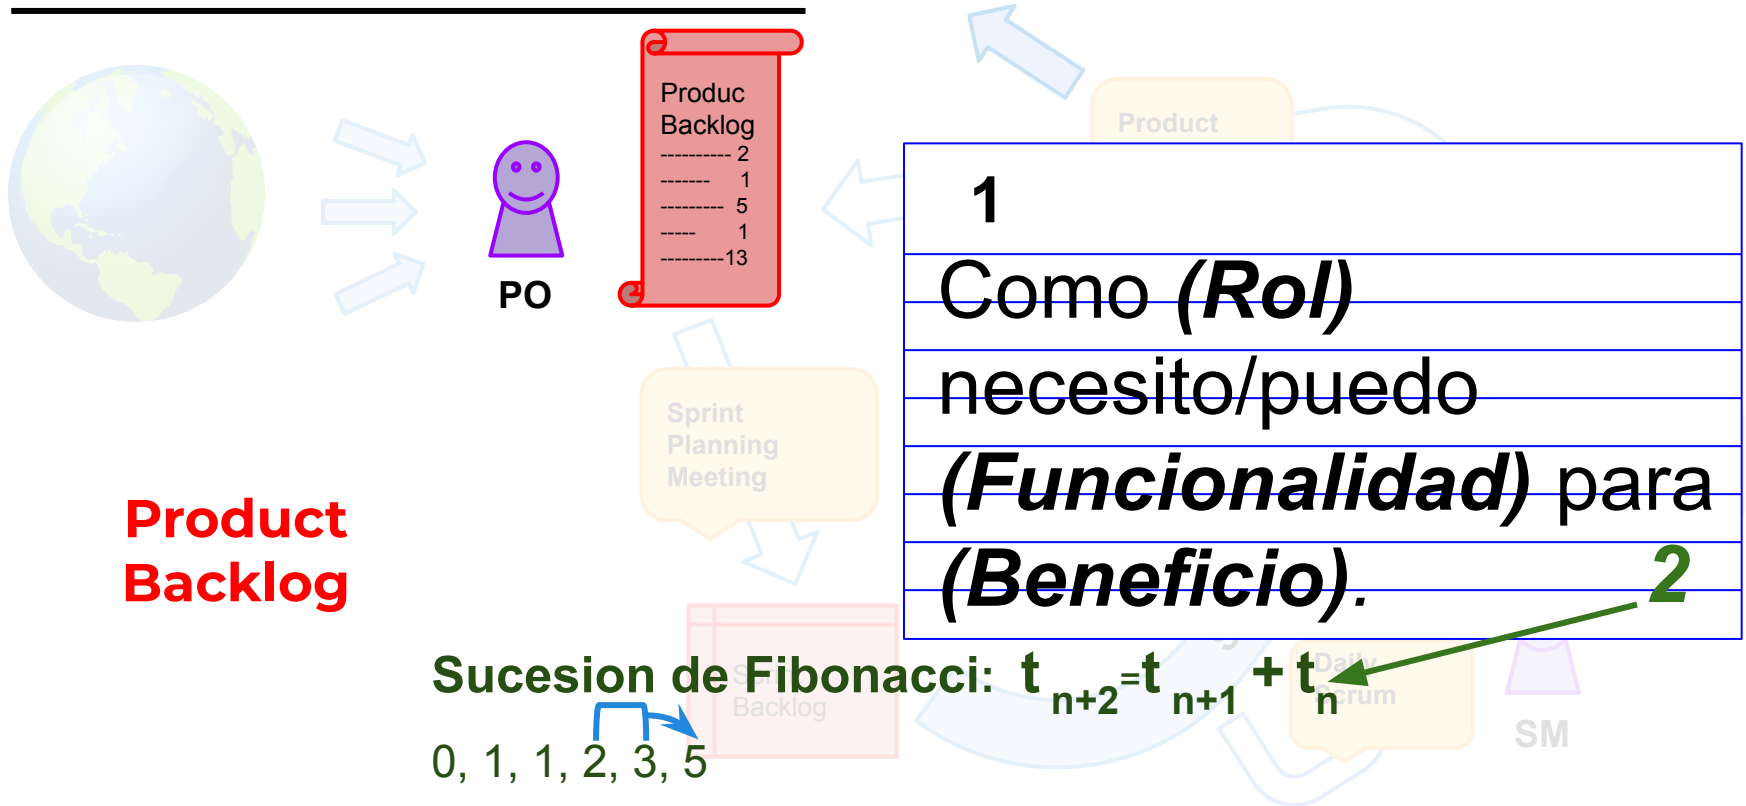 Produc
Backlog
---------- 2
------- 1
--------- 5
----- 1
---------13
PO
Product
1
Como (Rol)
necesito/puedo
(Funcionalidad) para
(Beneficio).
2
Sprint
Planning
Meeting
Product
Backlog
Sucesion de Fibonacci: t n+2=t n+1 + t n
0, 1, 1, 2, 3, 5
Backlog
Daily
Scrum
SM